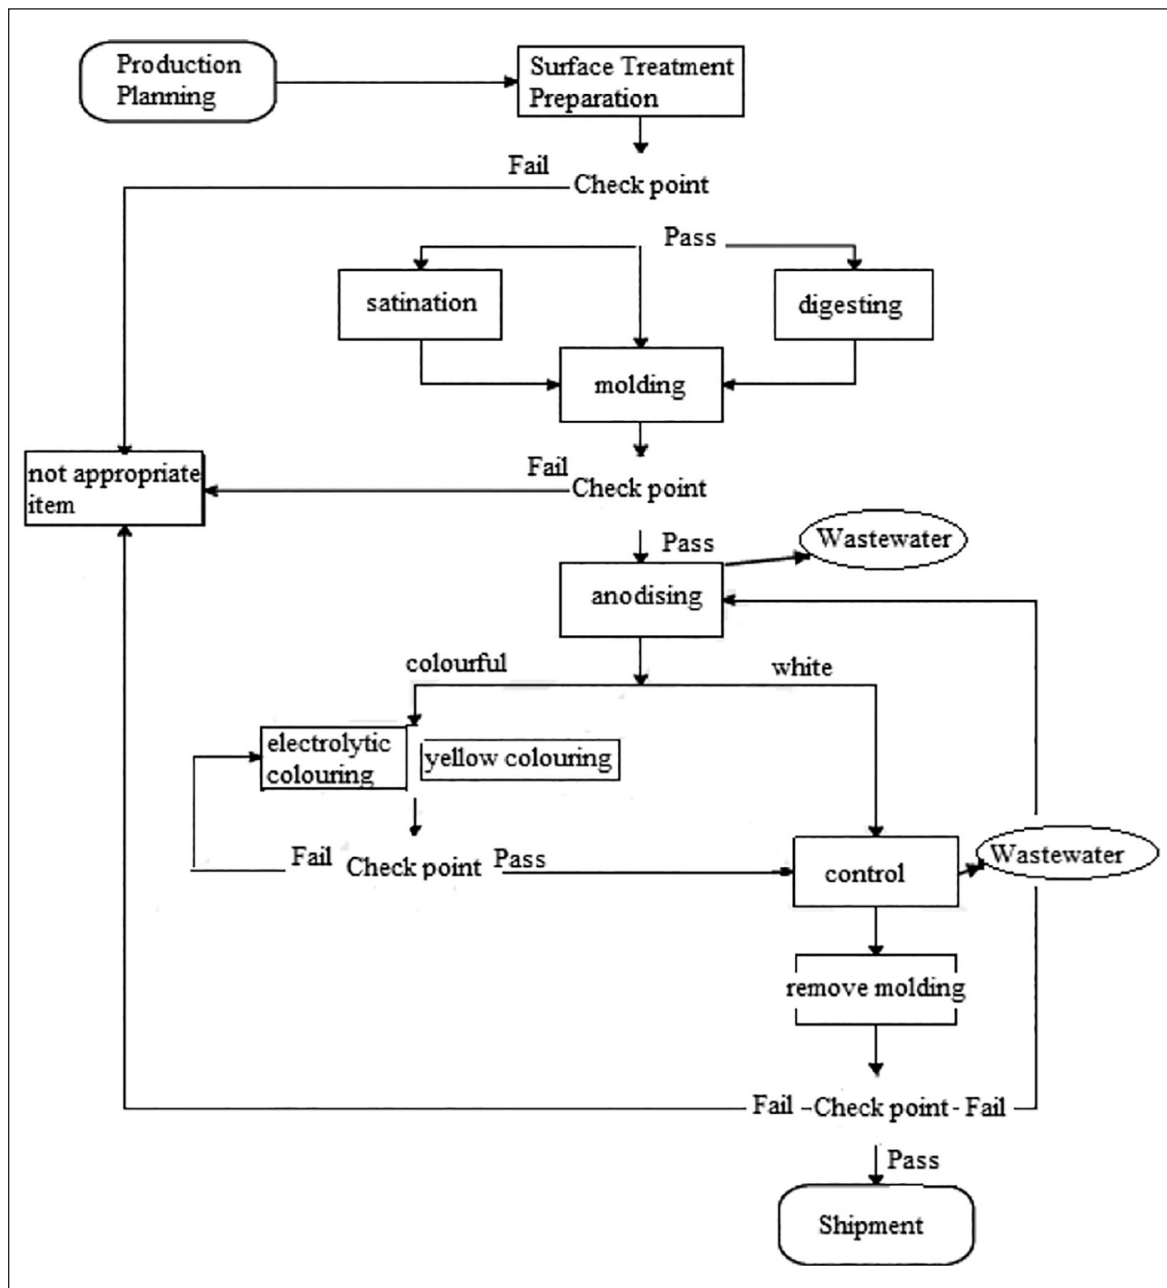 Production
Planning
Surface Treatment
Preparation
Fail
Check point
Pass
satination
digesting
molding
not appropriate
item
Fail
Check point
Pass
Wastewater
anodising
colourful
white
electrolytic
colouring
yellow colouring
Fail
Check point
Pass
control
Wastewater
remove molding
Fail
Check point
Fail
Pass
Shipment